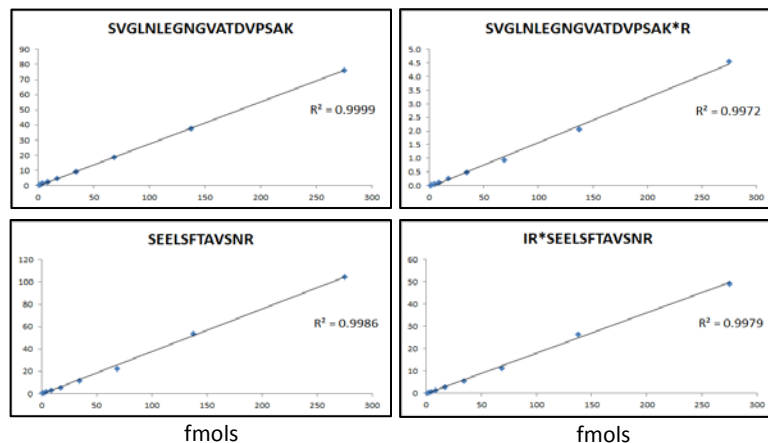 SVGLNLEGNGVATDVPSAK
90
80
70
60
50
40
30
20
10
0
R² = 0.9999
0 50 100 150 200 250 300
SVGLNLEGNGVATDVPSAK*R
5.0
4.5
4.0
3.5
3.0
2.5
2.0
1.5
1.0
0.5
0.0
R² = 0.9972
0 50 100 150 200 250 300
SEELSFTAVSNR
120
100
80
60
40
20
0
R² = 0.9986
0 50 100 150 200 250 300
fmols
IR*SEELSFTAVSNR
60
50
40
30
20
10
0
R² = 0.9979
0 50 100 150 200 250 300
fmols